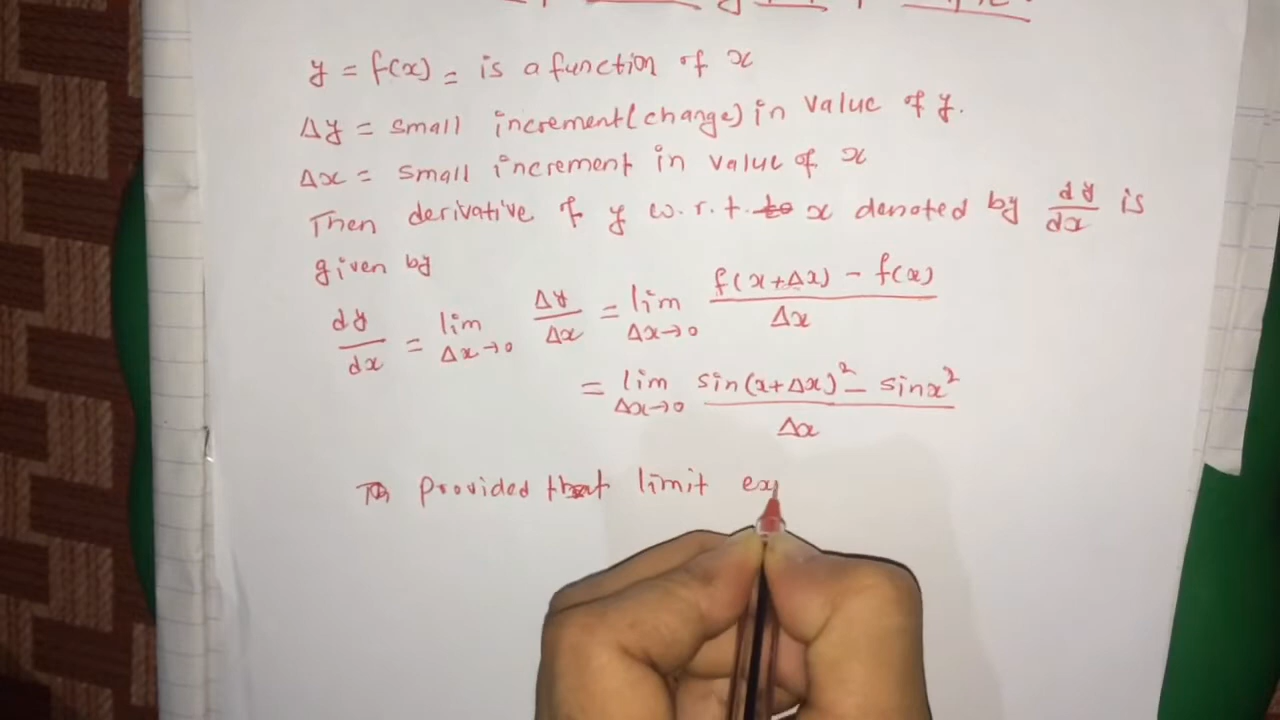 y = f(x) = is a function of x
Δy = small increment(change) in value of y.
Δx = small increment in value of x
Then derivative of y w.r.t. to x denoted by dy/dx is
given by
dy/dx = lim Δx→0 Δy/Δx = lim Δx→0 f(x+Δx) - f(x)/Δx
= lim Δx→0 sin(x+Δx)² - sinx²/Δx
provided that limit ex